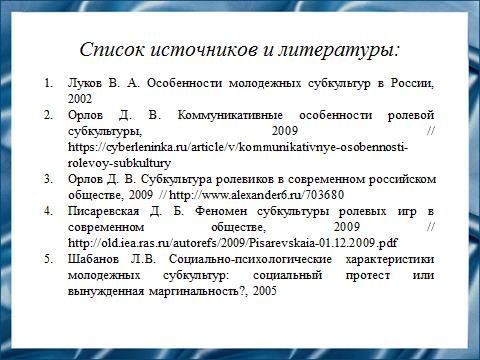 Список источников и литературы:
1. Луков В. А. Особенности молодежных субкультур в России,
2002
2. Орлов Д. В. Коммуникативные особенности ролевой
субкультуры, 2009 //
https://cyberleninka.ru/article/v/kommunikativnye-osobennosti-
rolevoy-subkultury
3. Орлов Д. В. Субкультура ролевиков в современном российском
обществе, 2009 // http://www.alexander6.ru/703680
4. Писаревская Д. Б. Феномен субкультуры ролевых игр в
современном обществе, 2009 //
http://old.iea.ras.ru/autorefs/2009/Pisarevskaia-01.12.2009.pdf
5. Шабанов Л.В. Социально-психологические характеристики
молодежных субкультур: социальный протест или
вынужденная маргинальность?, 2005